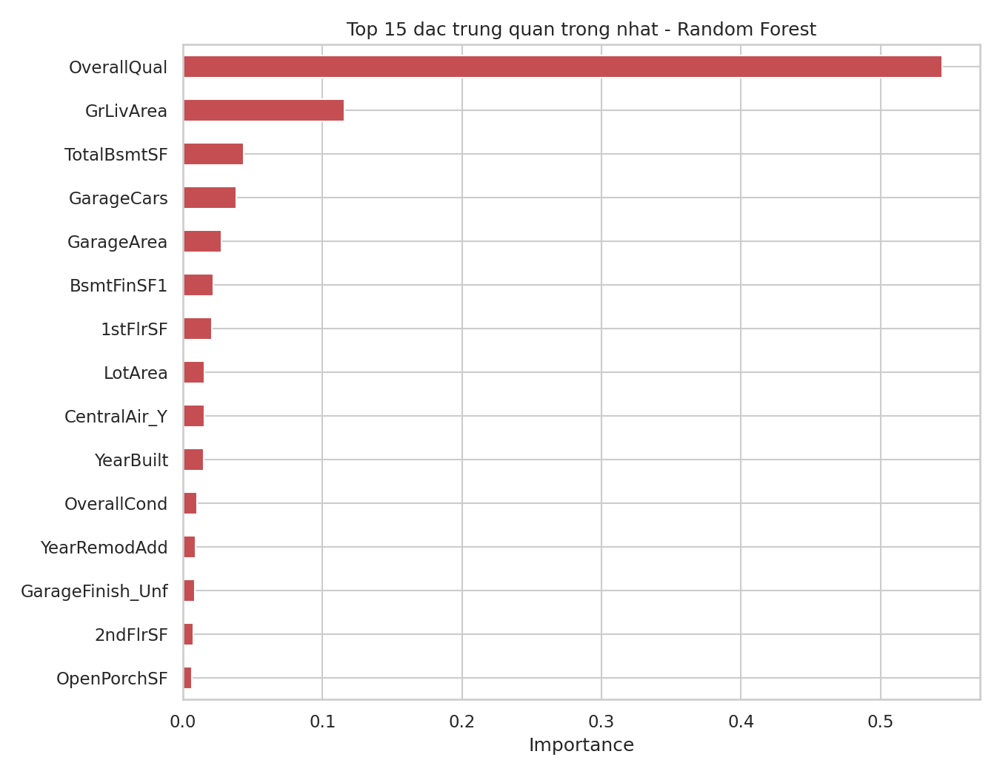 Top 15 dac trung quan trong nhat - Random Forest
OverallQual
GrLivArea
TotalBsmtSF
GarageCars
GarageArea
BsmtFinSF1
1stFlrSF
LotArea
CentralAir_Y
YearBuilt
OverallCond
YearRemodAdd
GarageFinish_Unf
2ndFlrSF
OpenPorchSF
0.0 0.1 0.2 0.3 0.4 0.5
Importance